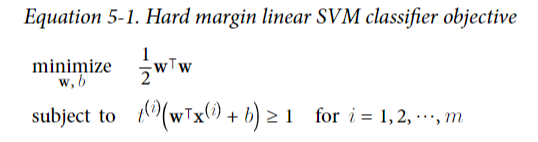 Equation 5-1. Hard margin linear SVM classifier objective
minimize 1/2 wᵀw
w, b
subject to t⁽ⁱ⁾(wᵀx⁽ⁱ⁾ + b) ≥ 1 for i = 1, 2, ⋯, m